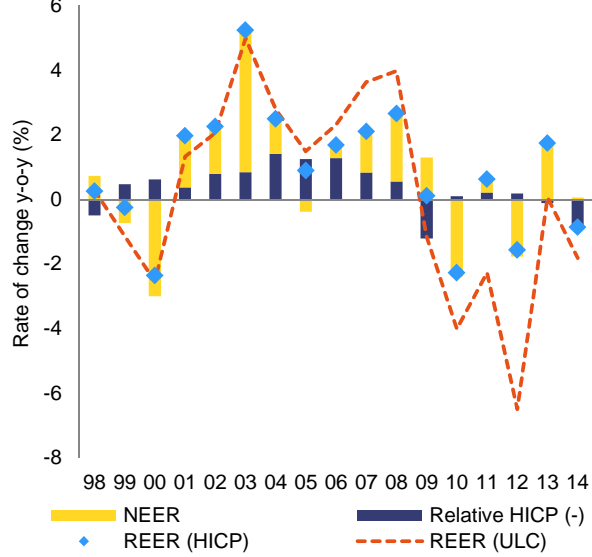 Rate of change y-o-y (%)
6
4
2
0
-2
-4
-6
-8
98 99 00 01 02 03 04 05 06 07 08 09 10 11 12 13 14
NEER Relative HICP (-)
REER (HICP) REER (ULC)